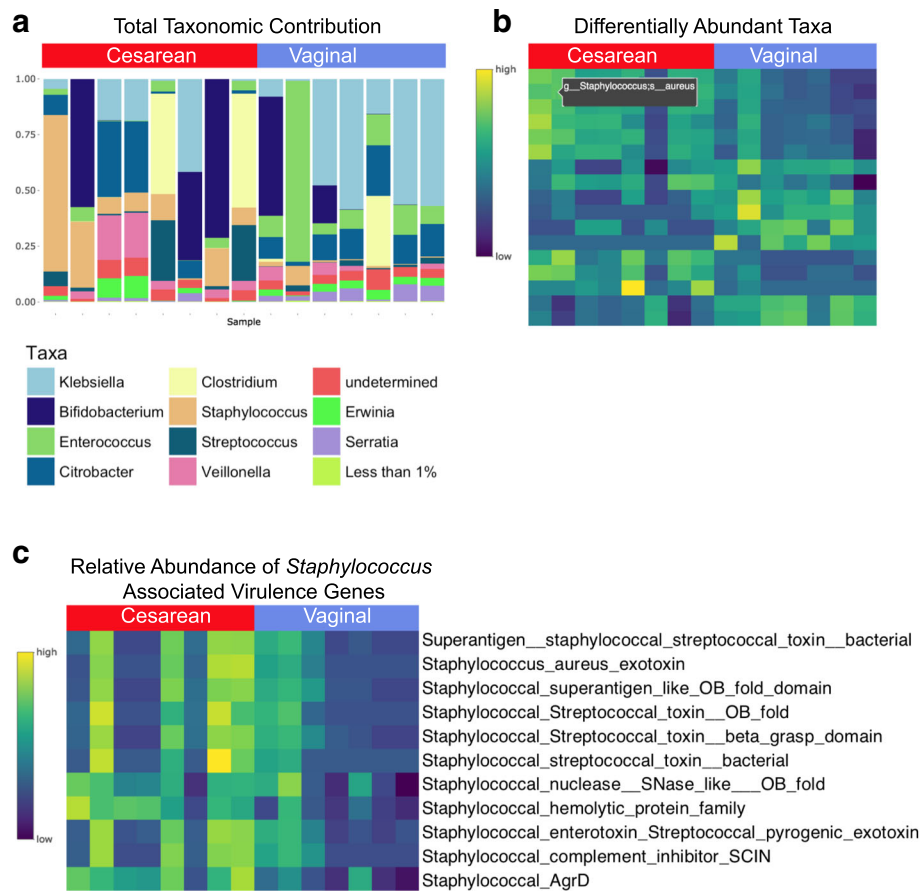 a
Total Taxonomic Contribution
Cesarean
Vaginal
1.00
0.75
0.50
0.25
0.00
Sample
Taxa
Klebsiella
Bifidobacterium
Enterococcus
Citrobacter
Clostridium
Staphylococcus
Streptococcus
Veillonella
undetermined
Erwinia
Serratia
Less than 1%
b
Differentially Abundant Taxa
Cesarean
Vaginal
high
low
g__Staphylococcus;s__aureus
c
Relative Abundance of Staphylococcus
Associated Virulence Genes
Cesarean
Vaginal
high
low
Superantigen__staphylococcal_streptococcal_toxin__bacterial
Staphylococcus_aureus_exotoxin
Staphylococcal_superantigen_like_OB_fold_domain
Staphylococcal_Streptococcal_toxin__OB_fold
Staphylococcal_Streptococcal_toxin__beta_grasp_domain
Staphylococcal_streptococcal_toxin__bacterial
Staphylococcal_nuclease__SNase_like___OB_fold
Staphylococcal_hemolytic_protein_family
Staphylococcal_enterotoxin_Streptococcal_pyrogenic_exotoxin
Staphylococcal_complement_inhibitor_SCIN
Staphylococcal_AgrD